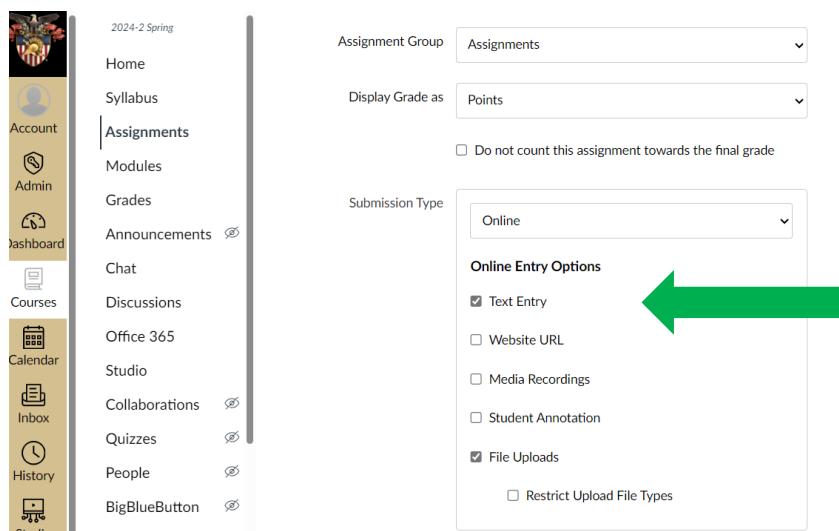 2024-2 Spring
Home
Syllabus
Assignments
Modules
Grades
Announcements
Chat
Discussions
Office 365
Studio
Collaborations
Quizzes
People
BigBlueButton
Account
Admin
Dashboard
Courses
Calendar
Inbox
History
Assignment Group
Assignments
Display Grade as
Points
Do not count this assignment towards the final grade
Submission Type
Online
Online Entry Options
Text Entry
Website URL
Media Recordings
Student Annotation
File Uploads
Restrict Upload File Types